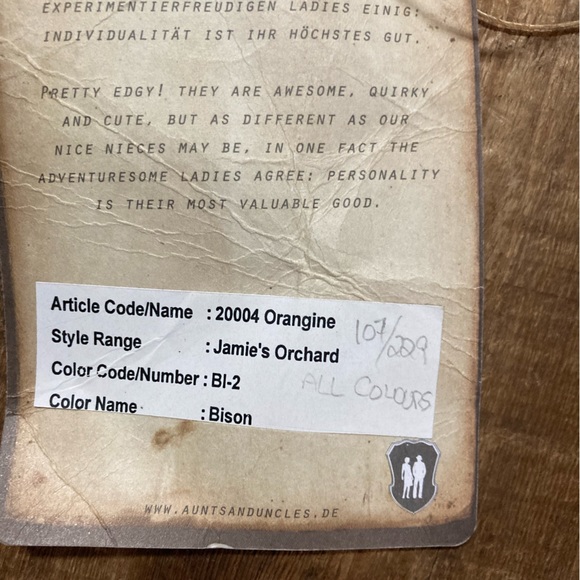 EXPERIMENTIERFREUDIGEN LADIES EINIG:
INDIVIDUALITÄT IST IHR HÖCHSTES GUT.
PRETTY EDGY! THEY ARE AWESOME, QUIRKY
AND CUTE, BUT AS DIFFERENT AS OUR
NICE NIECES MAY BE, IN ONE FACT THE
ADVENTURESOME LADIES AGREE: PERSONALITY
IS THEIR MOST VALUABLE GOOD.
Article Code/Name : 20004 Orangine
Style Range : Jamie's Orchard
Color Code/Number : BI-2
Color Name : Bison
107/229
ALL COLOURS
WWW.AUNTSANDUNCLES.DE